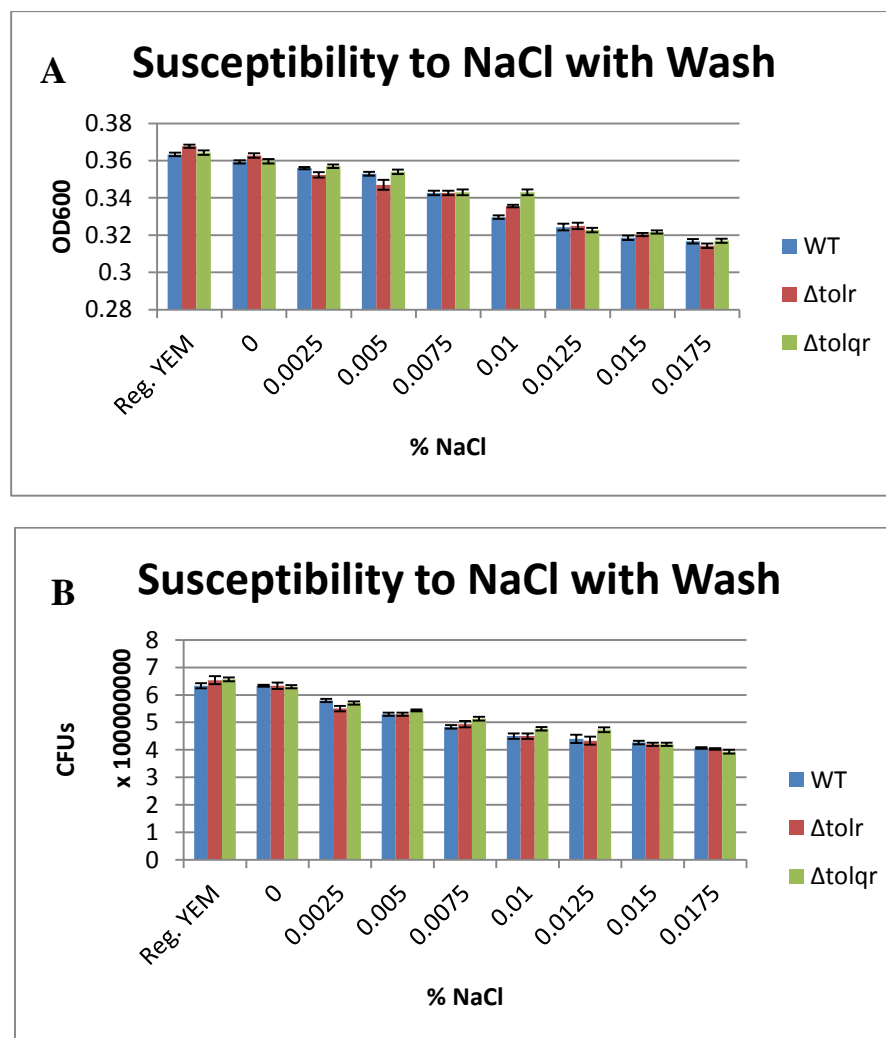 A Susceptibility to NaCl with Wash
0.38
0.36
0.34
0.32
0.3
0.28
OD600
Reg. YEM
0
0.0025
0.005
0.0075
0.01
0.0125
0.015
0.0175
% NaCl
WT
Δtolr
Δtolqr
B Susceptibility to NaCl with Wash
8
7
6
5
4
3
2
1
0
CFUs
x 100000000
Reg. YEM
0
0.0025
0.005
0.0075
0.01
0.0125
0.015
0.0175
% NaCl
WT
Δtolr
Δtolqr